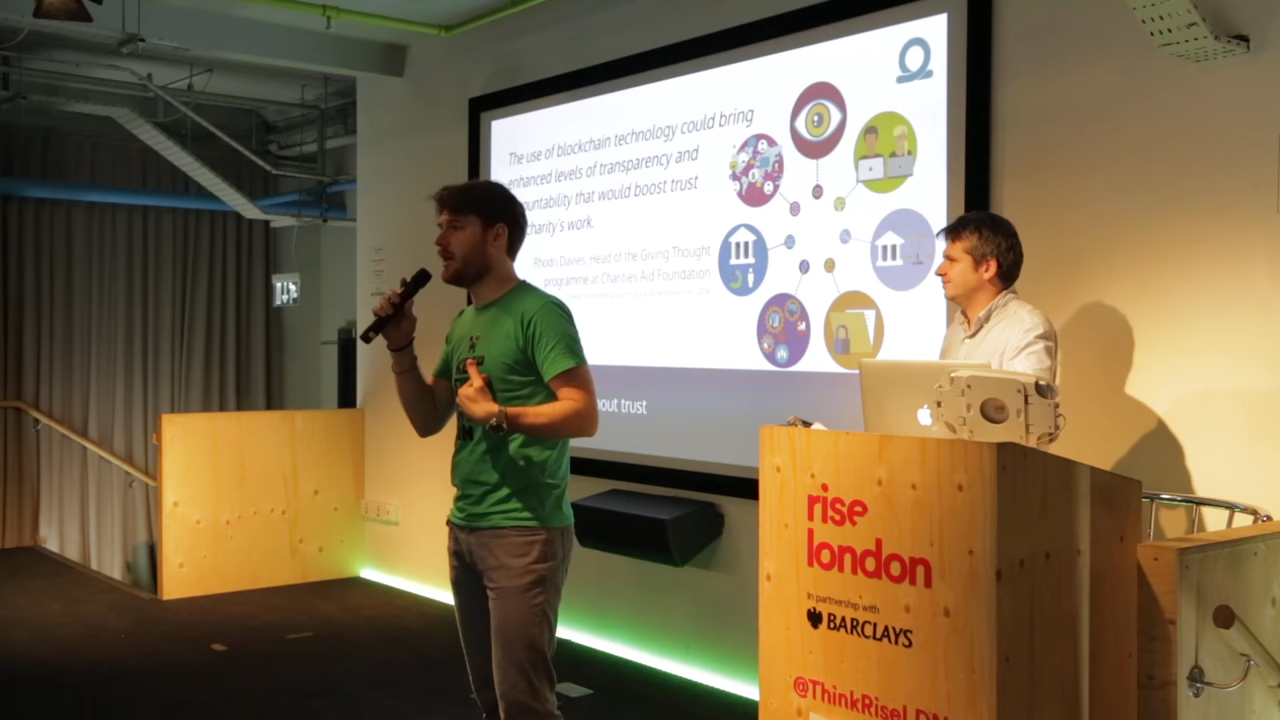 The use of blockchain technology could bring
enhanced levels of transparency and
ountability that would boost trust
charity's work.
Rhodri Davies, Head of the Giving Thought
programme at Charities Aid Foundation
out trust
rise
london
In partnership with
BARCLAYS
@ThinkRiseLDN